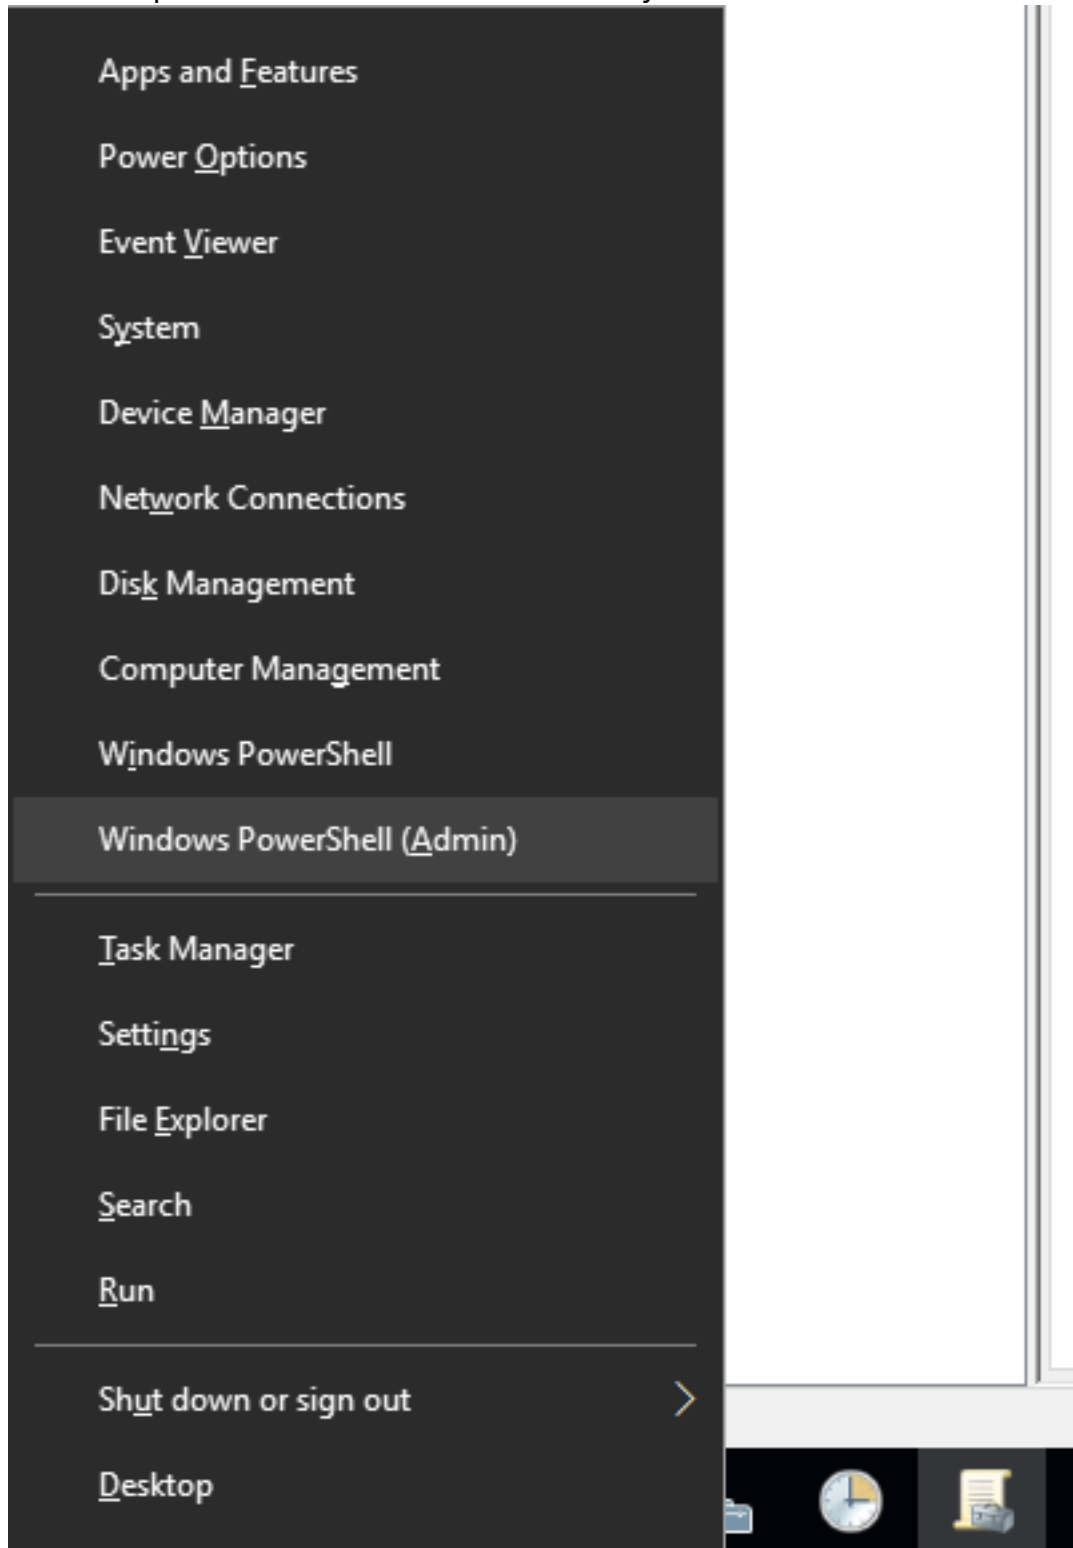 Apps and Features
Power Options
Event Viewer
System
Device Manager
Network Connections
Disk Management
Computer Management
Windows PowerShell
Windows PowerShell (Admin)
Task Manager
Settings
File Explorer
Search
Run
Shut down or sign out
Desktop